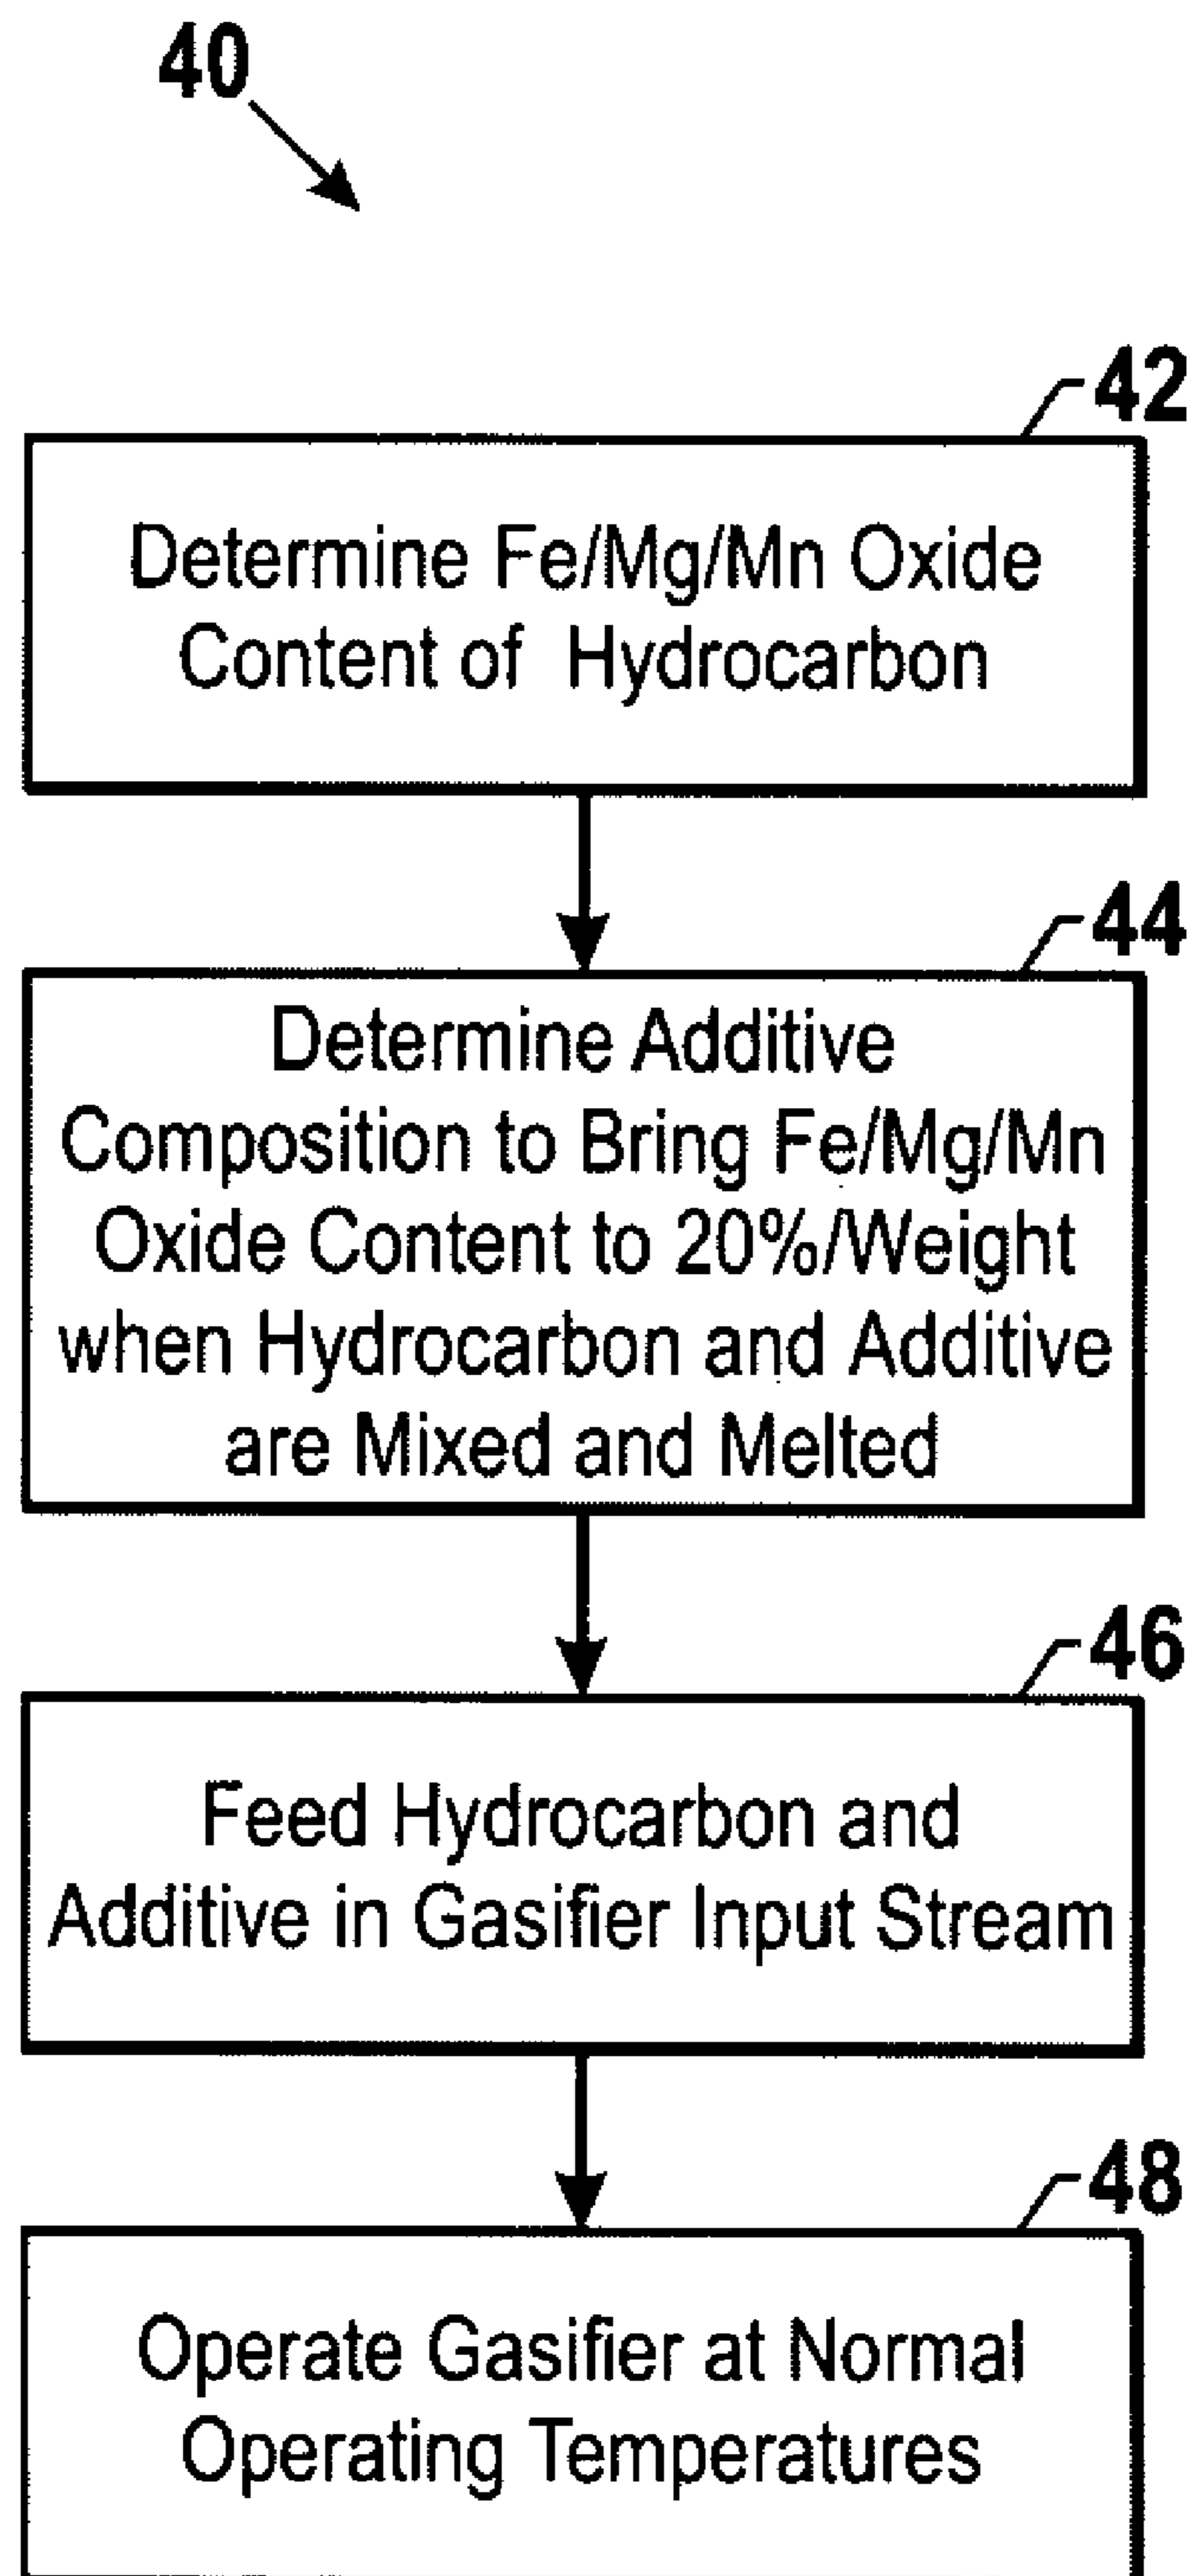 40
42
Determine Fe/Mg/Mn Oxide
Content of Hydrocarbon
44
Determine Additive
Composition to Bring Fe/Mg/Mn
Oxide Content to 20%/Weight
when Hydrocarbon and Additive
are Mixed and Melted
46
Feed Hydrocarbon and
Additive in Gasifier Input Stream
48
Operate Gasifier at Normal
Operating Temperatures